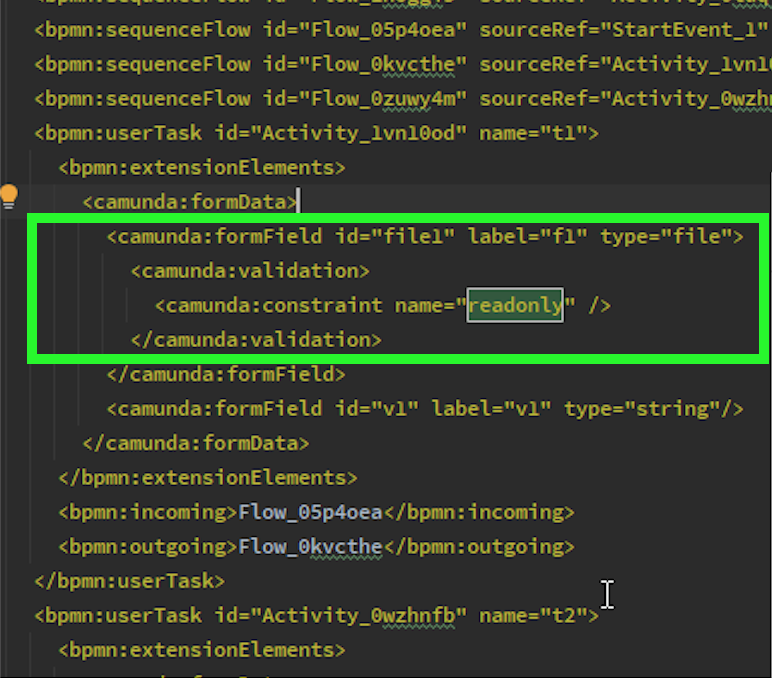 <bpmn:sequenceFlow id="Flow_05p4oea" sourceRef="StartEvent_1"
<bpmn:sequenceFlow id="Flow_0kvcthe" sourceRef="Activity_1vn10
<bpmn:sequenceFlow id="Flow_0zuwy4m" sourceRef="Activity_0wzhn
<bpmn:userTask id="Activity_1vn10od" name="t1">
<bpmn:extensionElements>
<camunda:formData>
<camunda:formField id="file1" label="f1" type="file">
<camunda:validation>
<camunda:constraint name="readonly" />
</camunda:validation>
</camunda:formField>
<camunda:formField id="v1" label="v1" type="string"/>
</camunda:formData>
</bpmn:extensionElements>
<bpmn:incoming>Flow_05p4oea</bpmn:incoming>
<bpmn:outgoing>Flow_0kvcthe</bpmn:outgoing>
</bpmn:userTask>
<bpmn:userTask id="Activity_0wzhnfb" name="t2">
<bpmn:extensionElements>